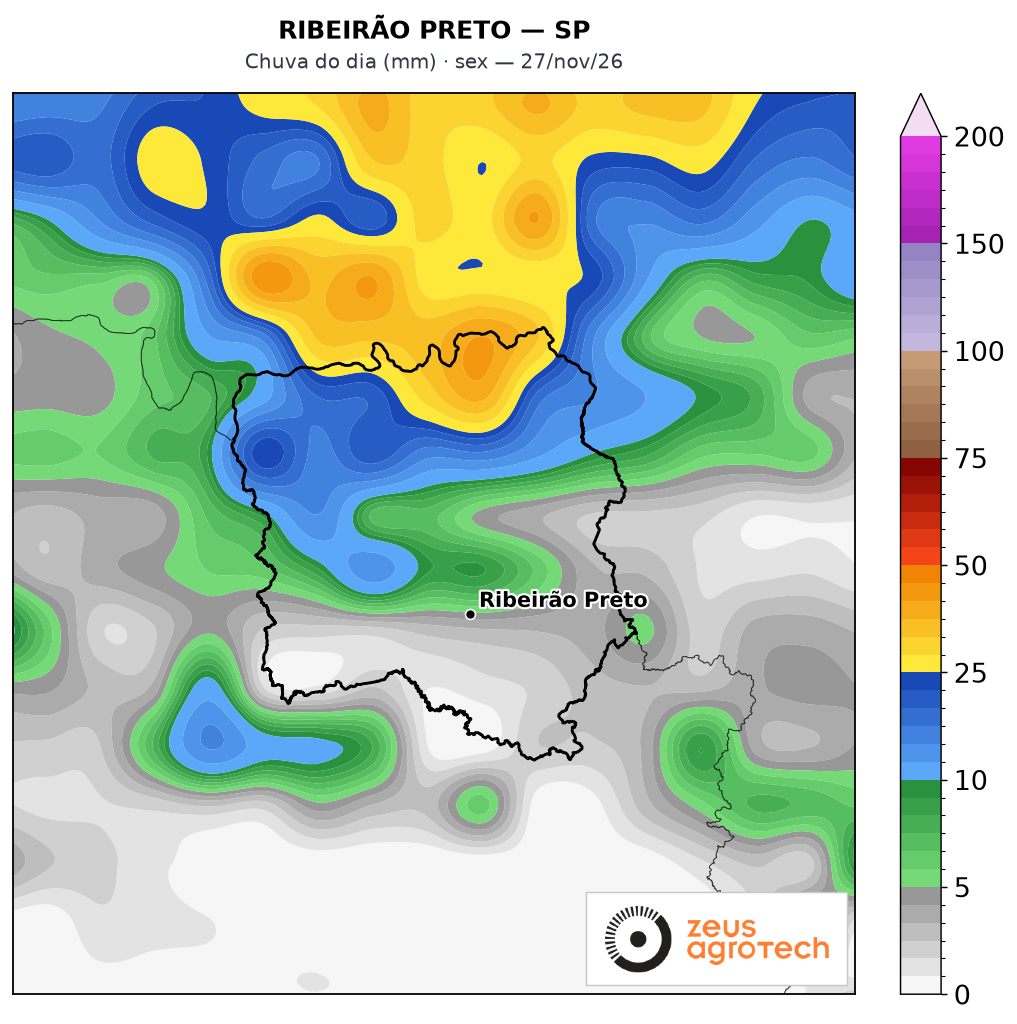 RIBEIRÃO PRETO — SP
Chuva do dia (mm) · sex — 27/nov/26
200
150
100
75
50
25
10
5
0
Ribeirão Preto
zeus
agrotech